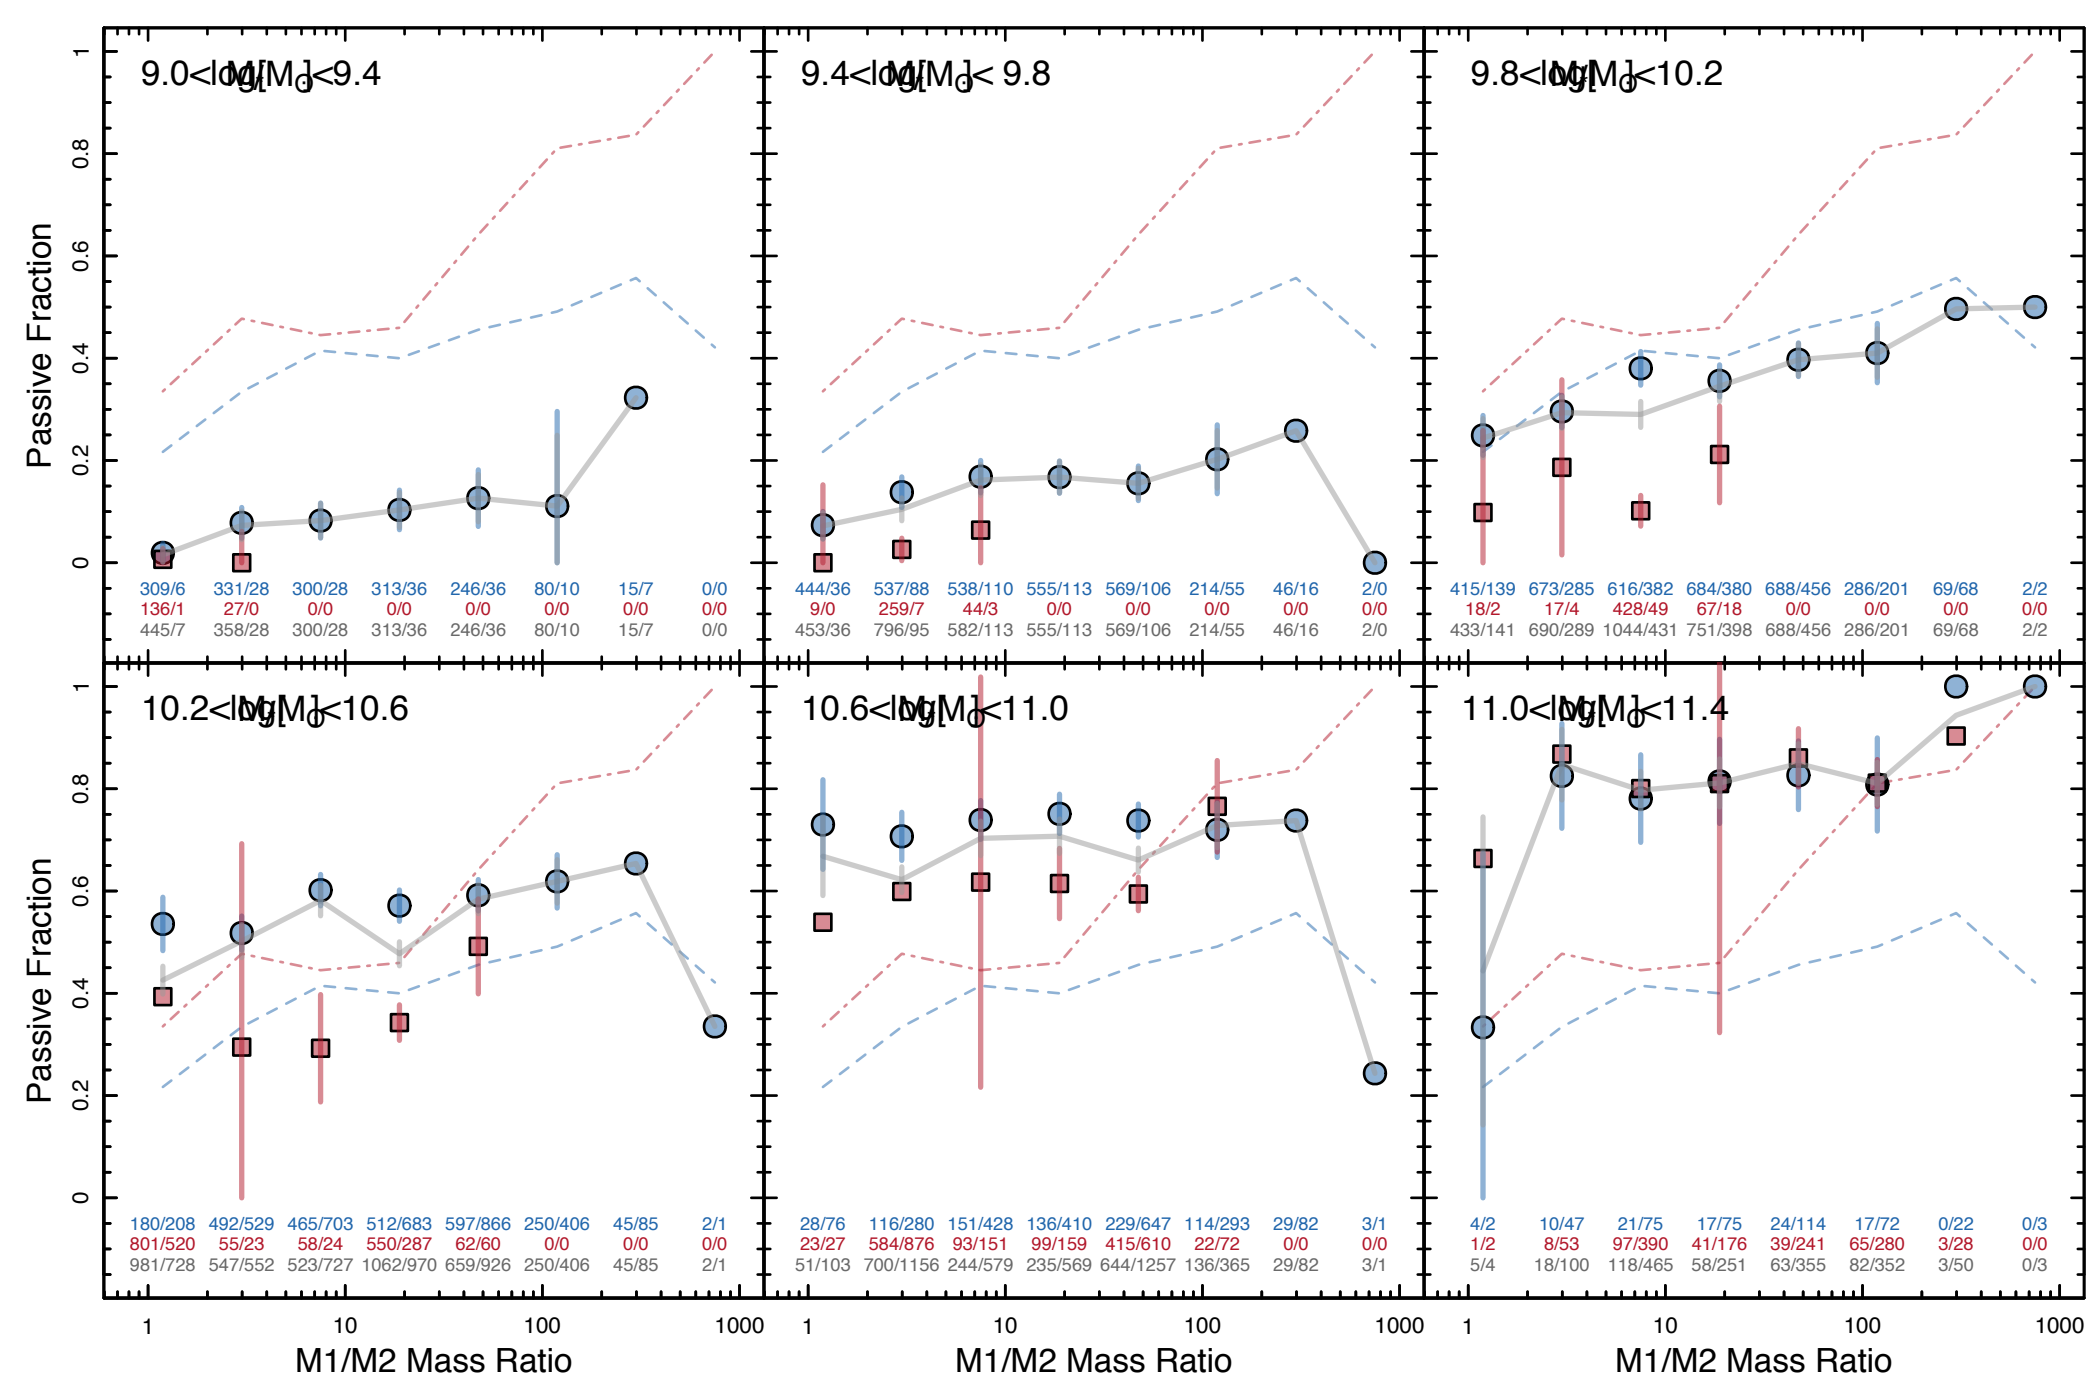 9.0<log[M/M⊙]<9.4
9.4<log[M/M⊙]< 9.8
9.8<log[M/M⊙]<10.2
Passive Fraction
1
0.8
0.6
0.4
0.2
0
309/6 331/28 300/28 313/36 246/36 80/10 15/7 0/0
136/1 27/0 0/0 0/0 0/0 0/0 0/0 0/0
445/7 358/28 300/28 313/36 246/36 80/10 15/7 0/0
444/36 537/88 538/110 555/113 569/106 214/55 46/16 2/0
9/0 259/7 44/3 0/0 0/0 0/0 0/0 0/0
453/36 796/95 582/113 555/113 569/106 214/55 46/16 2/0
415/139 673/285 616/382 684/380 688/456 286/201 69/68 2/2
18/2 17/4 428/49 67/18 0/0 0/0 0/0 0/0
433/141 690/289 1044/431 751/398 688/456 286/201 69/68 2/2
10.2<log[M/M⊙]<10.6
10.6<log[M/M⊙]<11.0
11.0<log[M/M⊙]<11.4
Passive Fraction
1
0.8
0.6
0.4
0.2
0
180/208 492/529 465/703 512/683 597/866 250/406 45/85 2/1
801/520 55/23 58/24 550/287 62/60 0/0 0/0 0/0
981/728 547/552 523/727 1062/970 659/926 250/406 45/85 2/1
28/76 116/280 151/428 136/410 229/647 114/293 29/82 3/1
23/27 584/876 93/151 99/159 415/610 22/72 0/0 0/0
51/103 700/1156 244/579 235/569 644/1257 136/365 29/82 3/1
4/2 10/47 21/75 17/75 24/114 17/72 0/22 0/3
1/2 8/53 97/390 41/176 39/241 65/280 3/28 0/0
5/4 18/100 118/465 58/251 63/355 82/352 3/50 0/3
1 10 100 1000
1 10 100 1000
1 10 100 1000
M1/M2 Mass Ratio
M1/M2 Mass Ratio
M1/M2 Mass Ratio